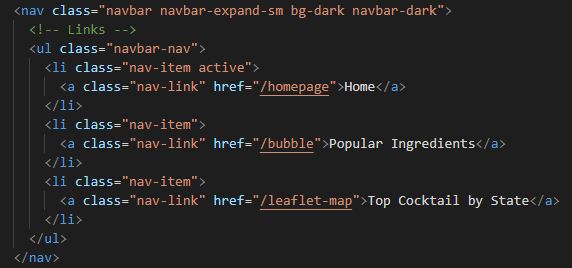 <nav class="navbar navbar-expand-sm bg-dark navbar-dark">
<!-- Links -->
<ul class="navbar-nav">
<li class="nav-item active">
<a class="nav-link" href="/homepage">Home</a>
</li>
<li class="nav-item">
<a class="nav-link" href="/bubble">Popular Ingredients</a>
</li>
<li class="nav-item">
<a class="nav-link" href="/leaflet-map">Top Cocktail by State</a>
</li>
</ul>
</nav>